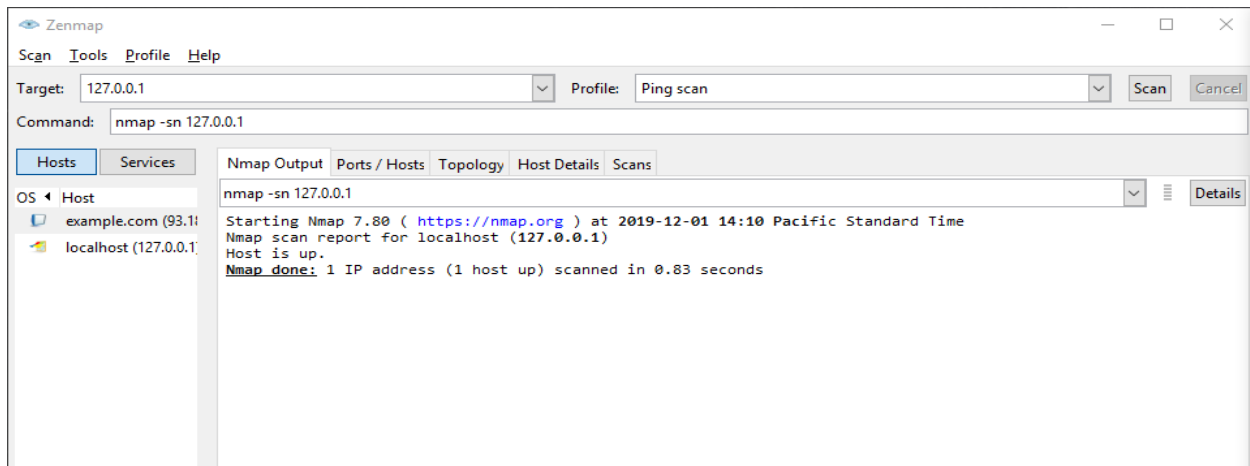 Zenmap
Scan Tools Profile Help
Target: 127.0.0.1 Profile: Ping scan Scan Cancel
Command: nmap -sn 127.0.0.1
Hosts Services Nmap Output Ports / Hosts Topology Host Details Scans
OS Host nmap -sn 127.0.0.1 Details
example.com (93.18
localhost (127.0.0.1)
Starting Nmap 7.80 ( https://nmap.org ) at 2019-12-01 14:10 Pacific Standard Time
Nmap scan report for localhost (127.0.0.1)
Host is up.
Nmap done: 1 IP address (1 host up) scanned in 0.83 seconds